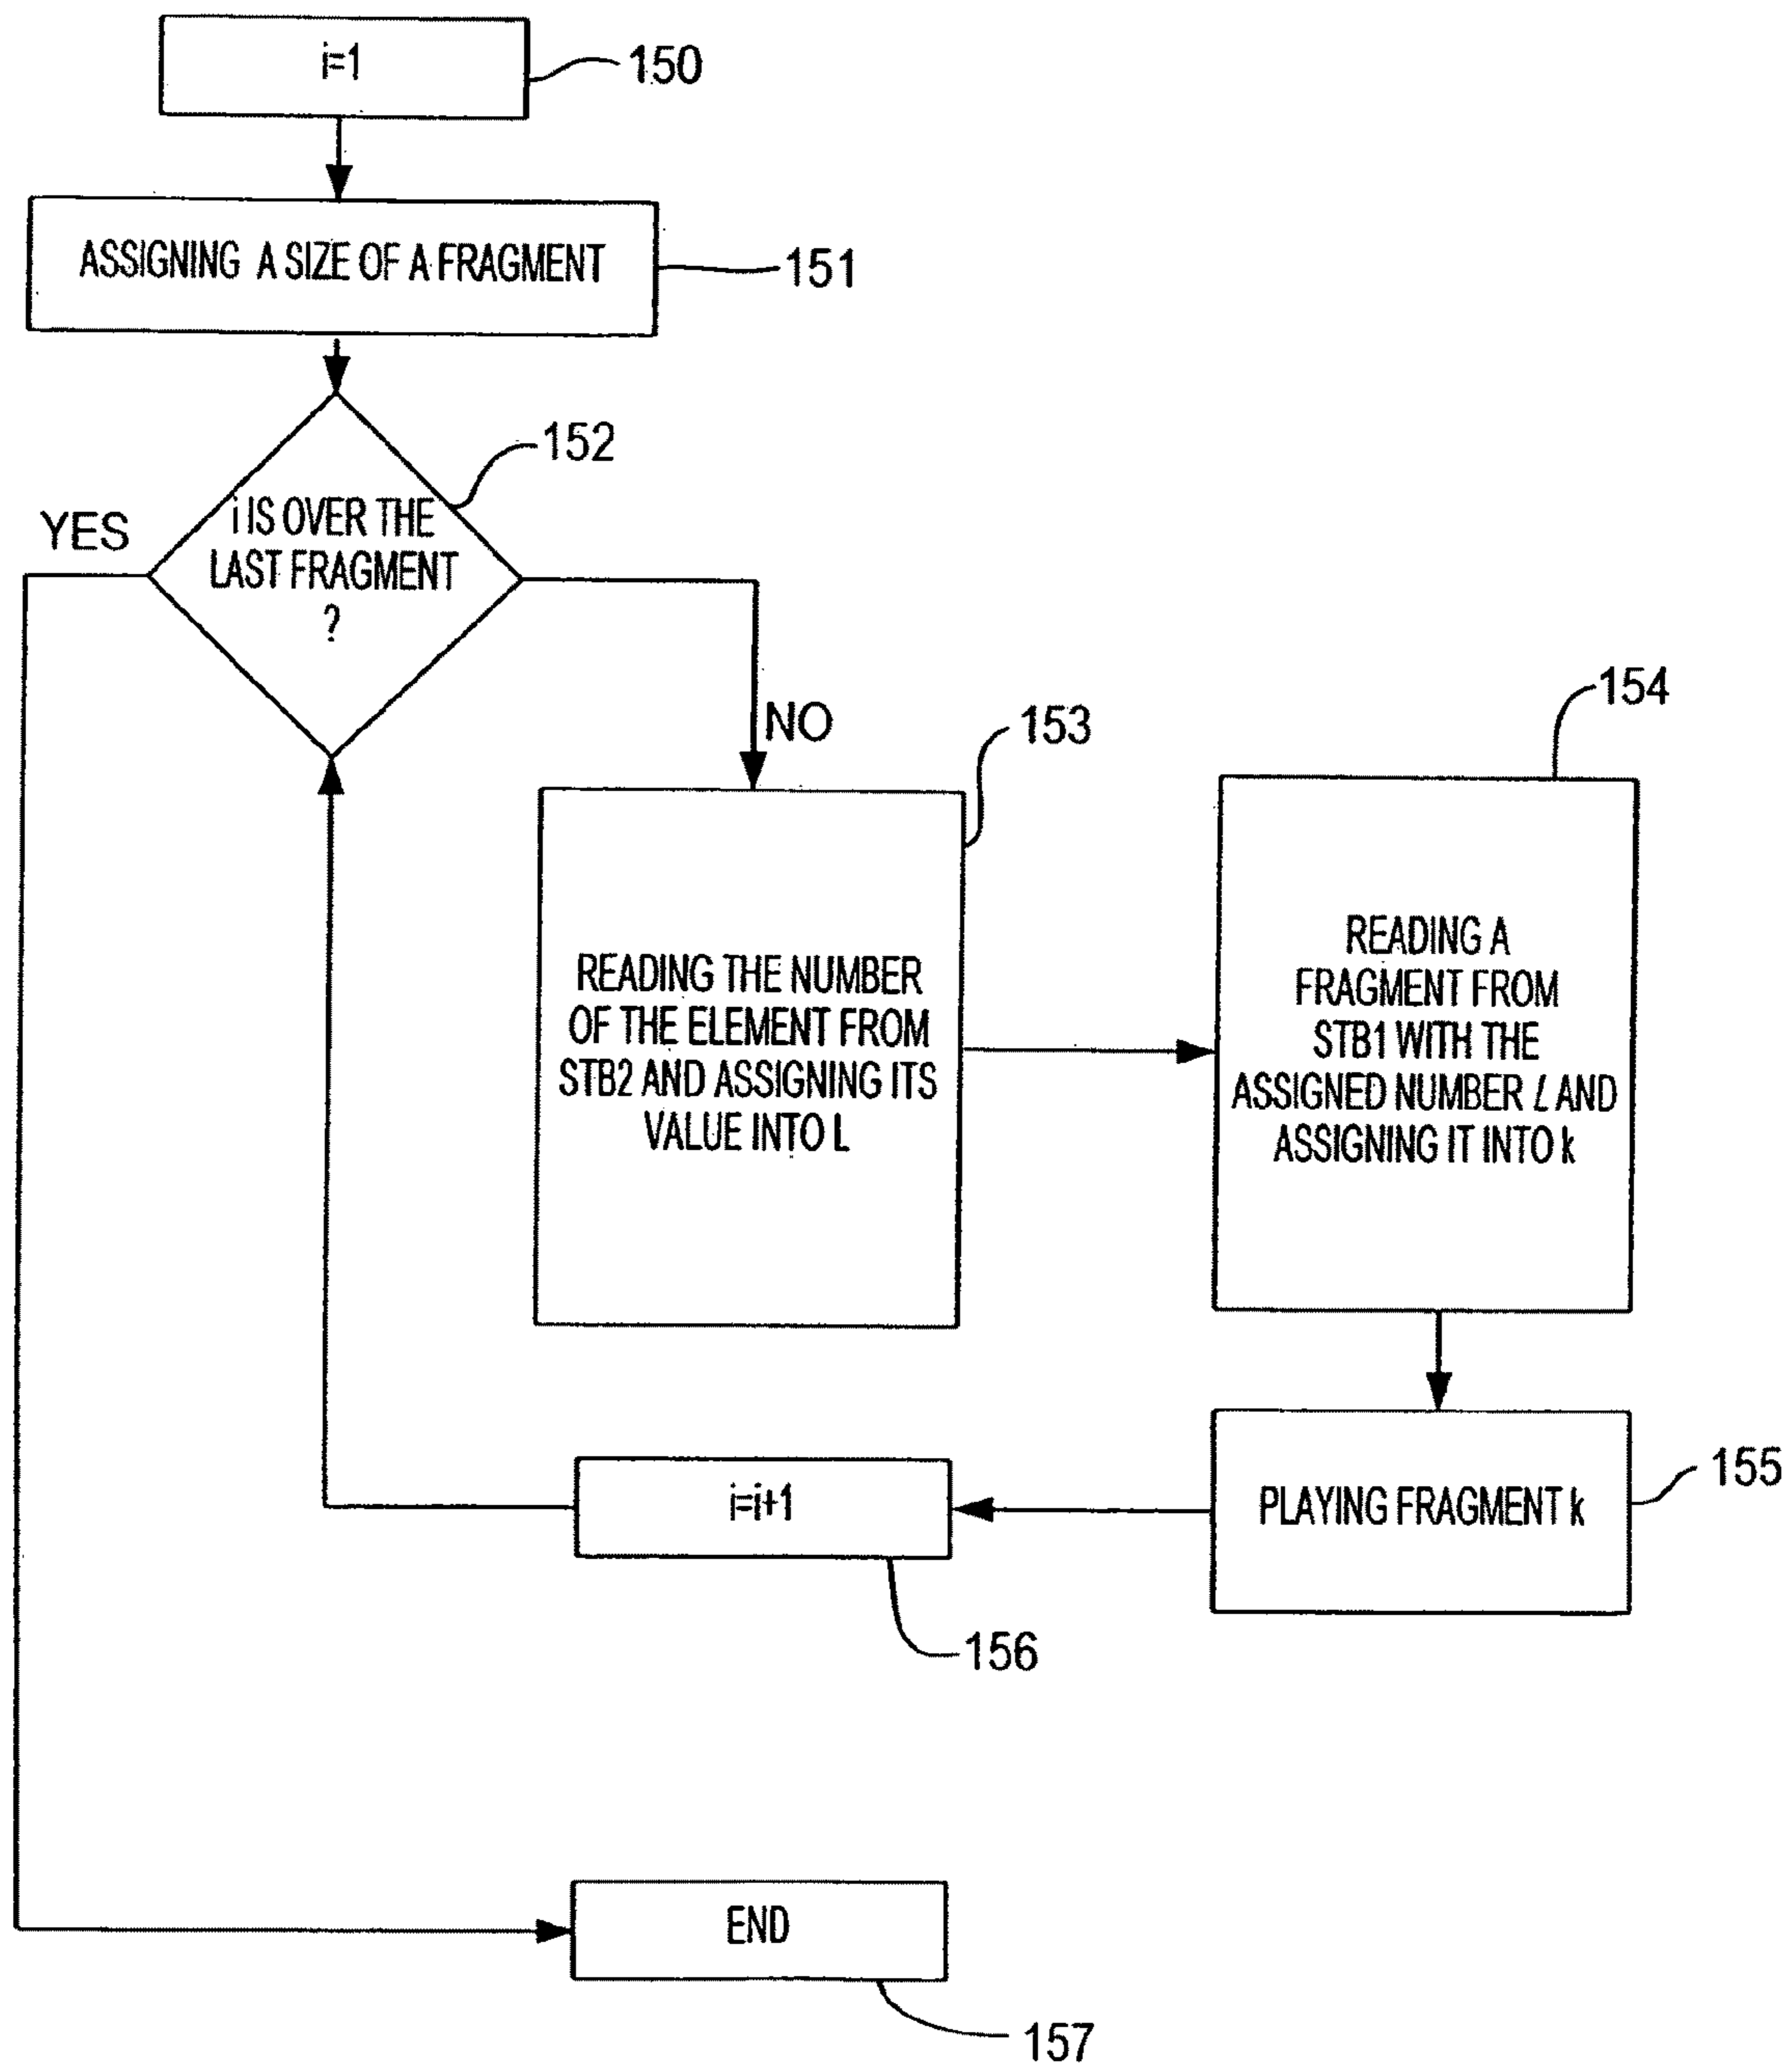 i=1
150
ASSIGNING A SIZE OF A FRAGMENT
151
152
i IS OVER THE
LAST FRAGMENT
?
YES
NO
153
154
READING THE NUMBER
OF THE ELEMENT FROM
STB2 AND ASSIGNING ITS
VALUE INTO L
READING A
FRAGMENT FROM
STB1 WITH THE
ASSIGNED NUMBER L AND
ASSIGNING IT INTO k
155
PLAYING FRAGMENT k
i=i+1
156
END
157